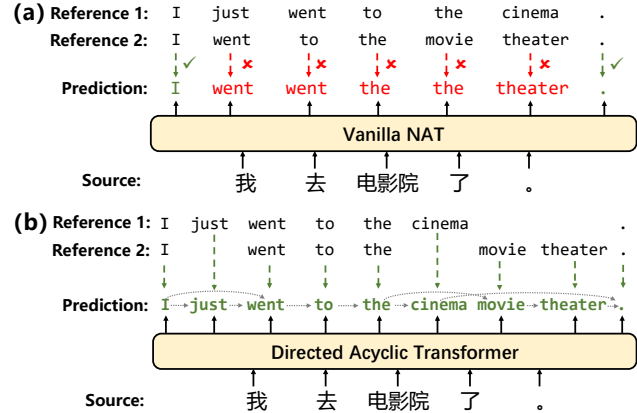 (a) Reference 1: I just went to the cinema .
Reference 2: I went to the movie theater .
Prediction: I went went the the theater .
Vanilla NAT
Source: 我 去 电影院 了 。
(b) Reference 1: I just went to the cinema .
Reference 2: I went to the movie theater .
Prediction: I just went to the cinema movie theater .
Directed Acyclic Transformer
Source: 我 去 电影院 了 。